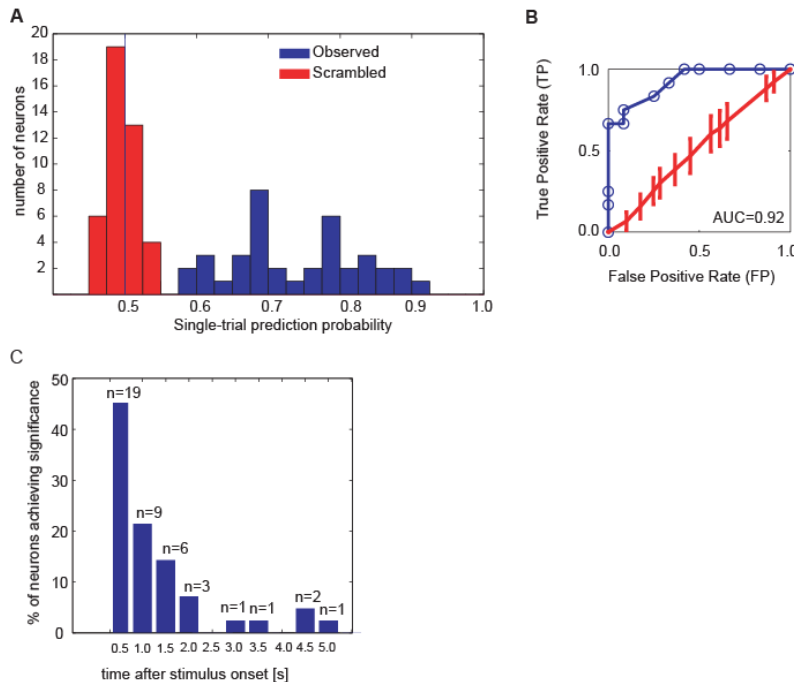 A
20
18
16
14
12
10
8
6
4
2
number of neurons
Observed
Scrambled
0.5 0.6 0.7 0.8 0.9 1.0
Single-trial prediction probability
B
1.0
0.5
0.0
True Positive Rate (TP)
AUC=0.92
0.0 0.5 1.0
False Positive Rate (FP)
C
50
40
30
20
10
0
% of neurons achieving significance
n=19
n=9
n=6
n=3
n=1 n=1
n=2
n=1
0.5 1.0 1.5 2.0 2.5 3.0 3.5 4.0 4.5 5.0
time after stimulus onset [s]